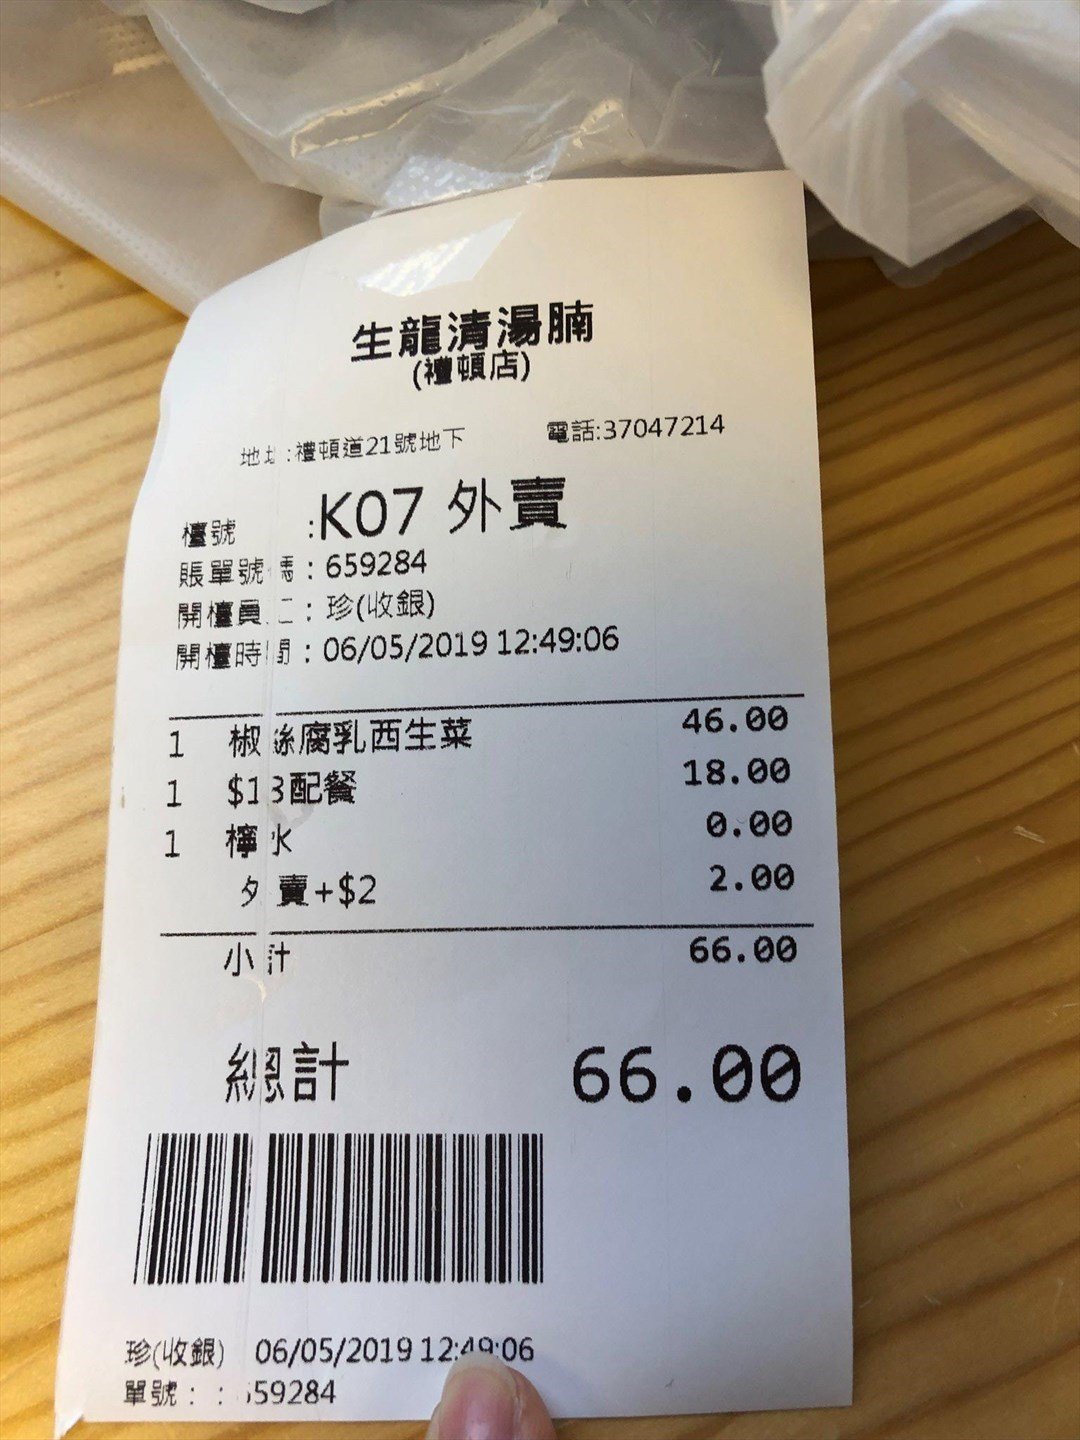 生龍清湯腩
(禮頓店)
地址:禮頓道21號地下 電話:37047214
檯號 :K07 外賣
賬單號碼 : 659284
開檯員工 : 珍(收銀)
開檯時間 : 06/05/2019 12:49:06
1 椒絲腐乳西生菜 46.00
1 $18配餐 18.00
1 檸水 0.00
外賣+$2 2.00
小計 66.00
總計 66.00
珍(收銀) 06/05/2019 12:49:06
單號: : 659284